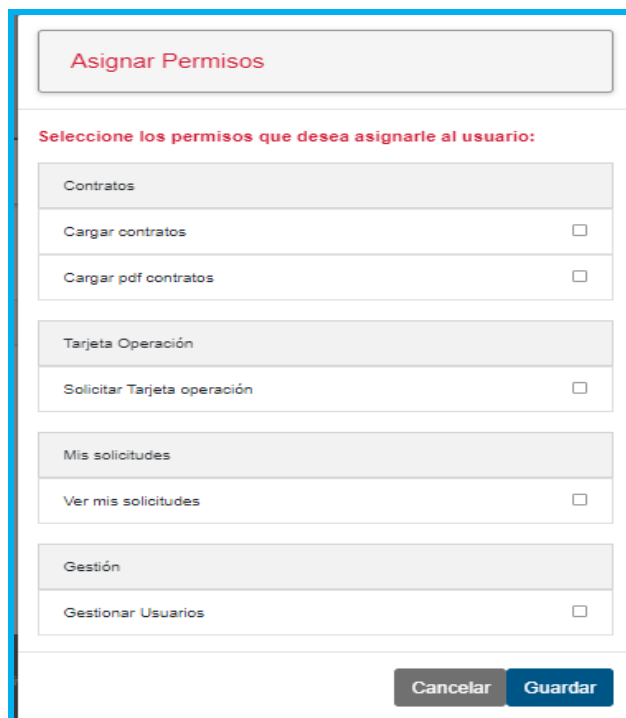 Asignar Permisos
Seleccione los permisos que desea asignarle al usuario:
Contratos
Cargar contratos
Cargar pdf contratos
Tarjeta Operación
Solicitar Tarjeta operación
Mis solicitudes
Ver mis solicitudes
Gestión
Gestionar Usuarios
Cancelar Guardar